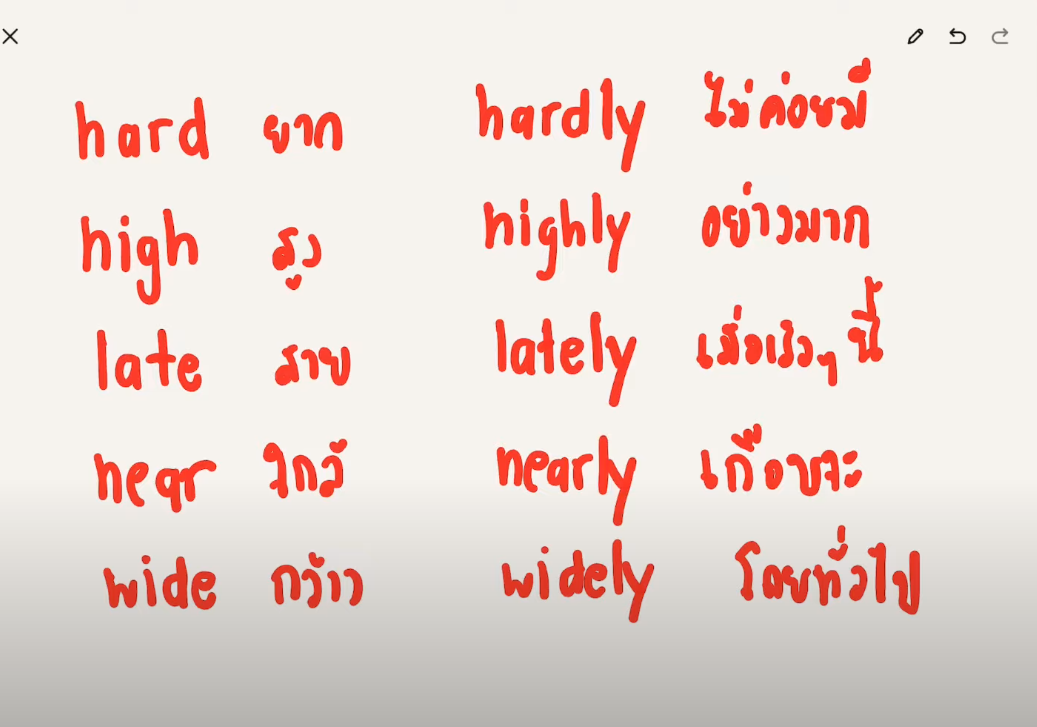 hard ยาก hardly ไม่ค่อยมี
high สูง highly อย่างมาก
late สาย lately เมื่อเร็วๆ นี้
near ใกล้ nearly เกือบจะ
wide กว้าง widely โดยทั่วไป